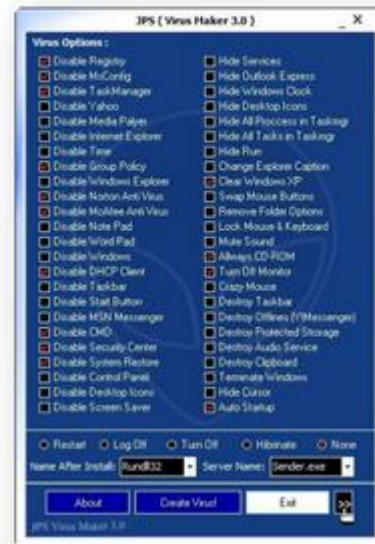 JPS ( Virus Maker 3.0 )
Virus Options :
Disable Registry
Disable MsConfig
Disable TaskManager
Disable Yahoo
Disable Media Palyer
Disable Internet Explorer
Disable Time
Disable Group Policy
Disable Windows Explorer
Disable Norton Anti Virus
Disable McAfee Anti Virus
Disable Note Pad
Disable Word Pad
Disable Windows
Disable DHCP Client
Disable Taskbar
Disable Start Button
Disable MSN Messenger
Disable CMD
Disable Security Center
Disable System Restore
Disable Control Panel
Disable Desktop Icons
Disable Screen Saver
Hide Services
Hide Outlook Express
Hide Windows Clock
Hide Desktop Icons
Hide All Proccess in Taskmgr
Hide All Tasks in Taskmgr
Hide Run
Change Explorer Caption
Clear Windows XP
Swap Mouse Buttons
Remove Folder Options
Lock Mouse & Keyboard
Mute Sound
Allways CD-ROM
Turn Off Monitor
Crazy Mouse
Destroy Taskbar
Destroy Offlines (Y!Messenger)
Destroy Protected Storage
Destroy Audio Service
Destroy Clipboard
Terminate Windows
Hide Cursor
Auto Startup
Restart Log Off Turn Off Hibrinate None
Name After Install: Rundll32 Server Name: Sender.exe
About Create Virus! Exit >>
JPS Virus Maker 3.0